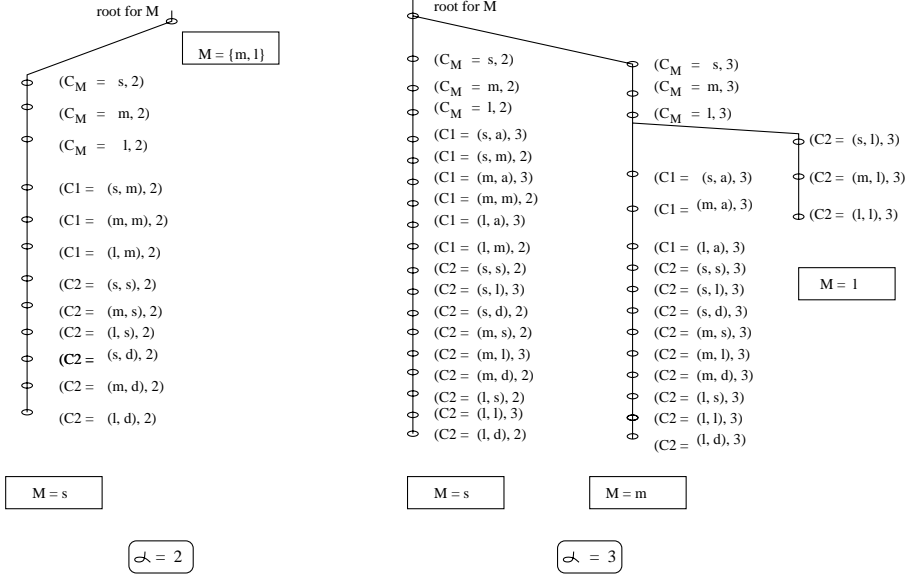 root for M
M = {m, l}
(C_M = s, 2)
(C_M = m, 2)
(C_M = l, 2)
(C1 = (s, m), 2)
(C1 = (m, m), 2)
(C1 = (l, m), 2)
(C2 = (s, s), 2)
(C2 = (m, s), 2)
(C2 = (l, s), 2)
(C2 = (s, d), 2)
(C2 = (m, d), 2)
(C2 = (l, d), 2)
M = s
α = 2
root for M
(C_M = s, 2)
(C_M = m, 2)
(C_M = l, 2)
(C1 = (s, a), 3)
(C1 = (s, m), 2)
(C1 = (m, a), 3)
(C1 = (m, m), 2)
(C1 = (l, a), 3)
(C1 = (l, m), 2)
(C2 = (s, s), 2)
(C2 = (s, l), 3)
(C2 = (s, d), 2)
(C2 = (m, s), 2)
(C2 = (m, l), 3)
(C2 = (m, d), 2)
(C2 = (l, s), 2)
(C2 = (l, l), 3)
(C2 = (l, d), 2)
M = s
(C_M = s, 3)
(C_M = m, 3)
(C_M = l, 3)
(C1 = (s, a), 3)
(C1 = (m, a), 3)
(C1 = (l, a), 3)
(C2 = (s, s), 3)
(C2 = (s, l), 3)
(C2 = (s, d), 3)
(C2 = (m, s), 3)
(C2 = (m, l), 3)
(C2 = (m, d), 3)
(C2 = (l, s), 3)
(C2 = (l, l), 3)
(C2 = (l, d), 3)
M = m
(C2 = (s, l), 3)
(C2 = (m, l), 3)
(C2 = (l, l), 3)
M = l
α = 3